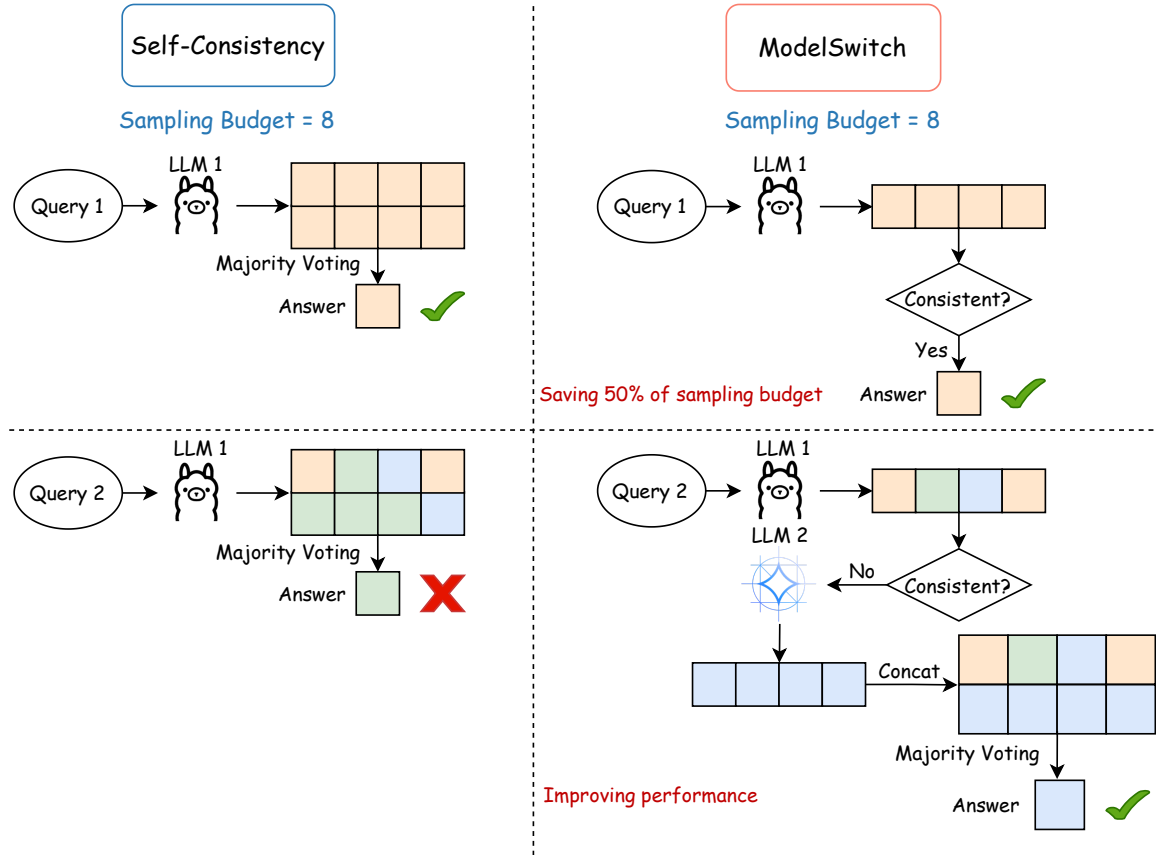 Self-Consistency
Sampling Budget = 8
LLM 1
Query 1
Majority Voting
Answer
ModelSwitch
Sampling Budget = 8
LLM 1
Query 1
Consistent?
Yes
Answer
Saving 50% of sampling budget
LLM 1
Query 2
Majority Voting
Answer
LLM 1
Query 2
LLM 2
No
Consistent?
Concat
Majority Voting
Answer
Improving performance